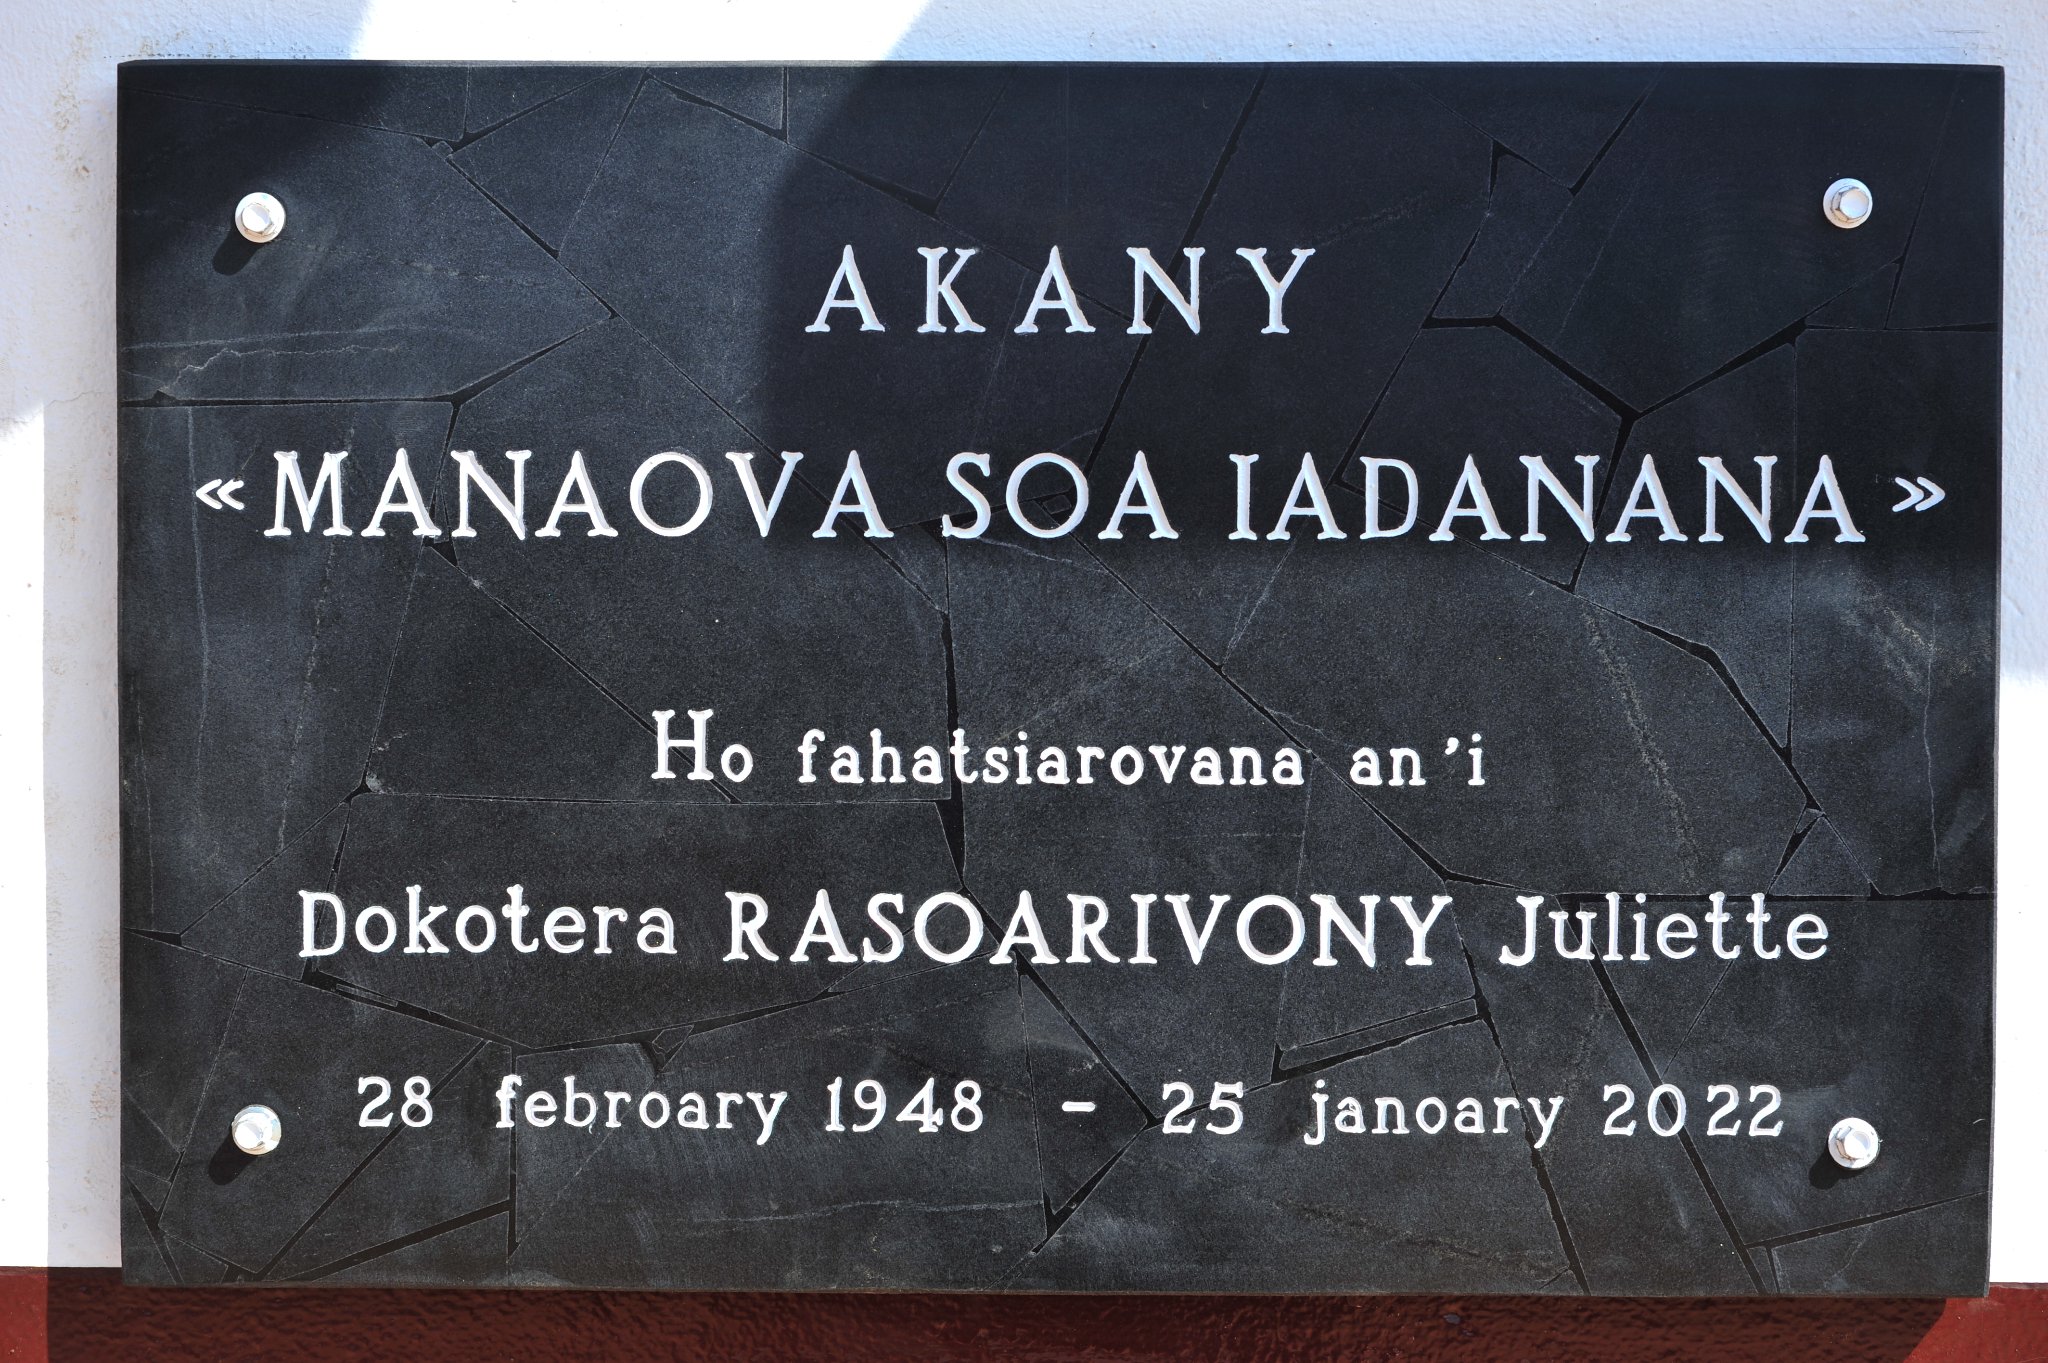 AKANY
« MANAOVA SOA IADANANA »
Ho fahatsiarovana an'i
Dokotera RASOARIVONY Juliette
28 febroary 1948 - 25 janoary 2022